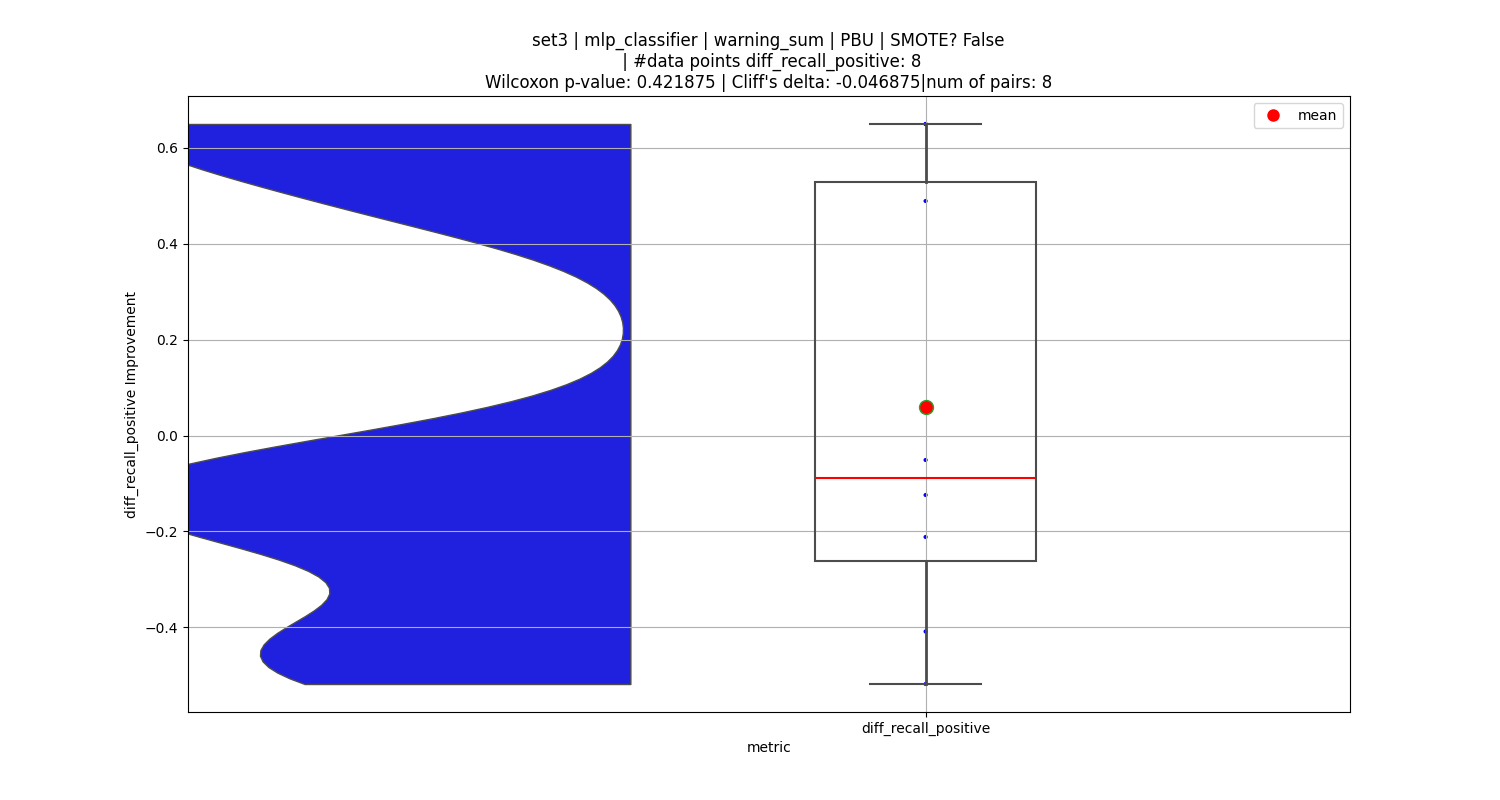 set3 | mlp_classifier | warning_sum | PBU | SMOTE? False
| #data points diff_recall_positive: 8
Wilcoxon p-value: 0.421875 | Cliff's delta: -0.046875|num of pairs: 8
mean
0.6
0.4
0.2
0.0
−0.2
−0.4
diff_recall_positive Improvement
diff_recall_positive
metric